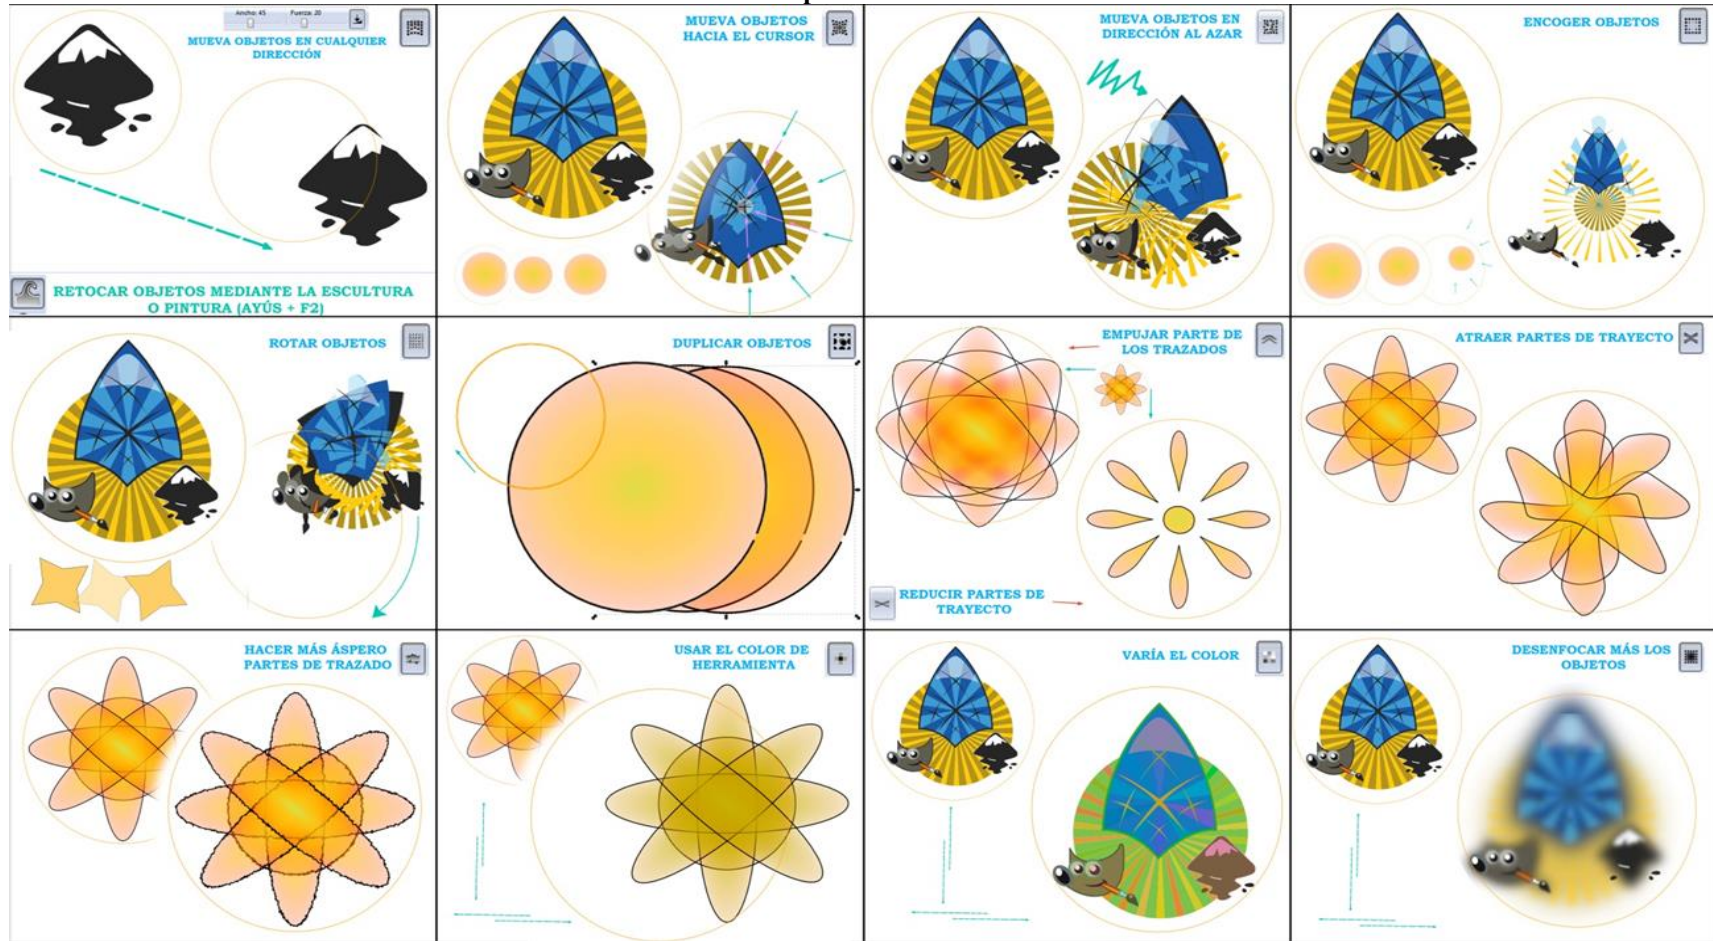 Ancho: 45
Fuerza: 20
MUEVA OBJETOS EN CUALQUIER
DIRECCIÓN
RETOCAR OBJETOS MEDIANTE LA ESCULTURA
O PINTURA (AYÚS + F2)
MUEVA OBJETOS
HACIA EL CURSOR
MUEVA OBJETOS EN
DIRECCIÓN AL AZAR
ENCOGER OBJETOS
ROTAR OBJETOS
DUPLICAR OBJETOS
EMPUJAR PARTE DE
LOS TRAZADOS
REDUCIR PARTES DE
TRAYECTO
ATRAER PARTES DE TRAYECTO
HACER MÁS ÁSPERO
PARTES DE TRAZADO
USAR EL COLOR DE
HERRAMIENTA
VARÍA EL COLOR
DESENFOCAR MÁS LOS
OBJETOS